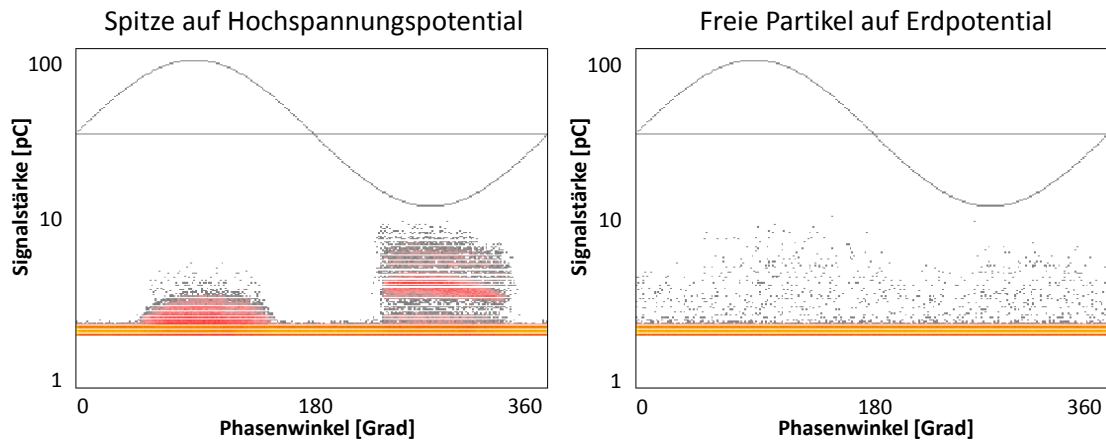 Spitze auf Hochspannungspotential
Signalstärke [pC]
100
10
1
0 180 360
Phasenwinkel [Grad]
Freie Partikel auf Erdpotential
Signalstärke [pC]
100
10
1
0 180 360
Phasenwinkel [Grad]